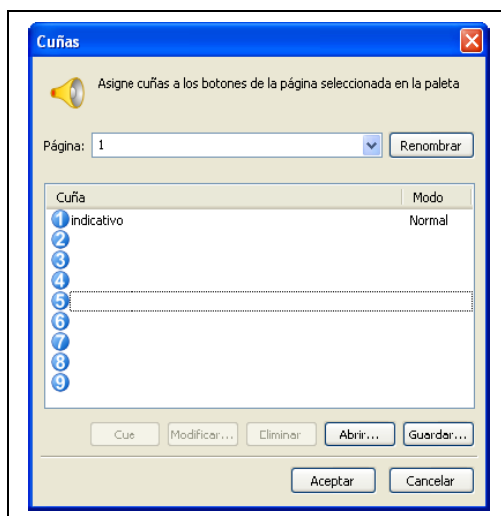 Cuñas
Asigne cuñas a los botones de la página seleccionada en la paleta
Página: 1 Renombrar
Cuña Modo
1 indicativo Normal
2
3
4
5
6
7
8
9
Cue Modificar... Eliminar Abrir... Guardar...
Aceptar Cancelar